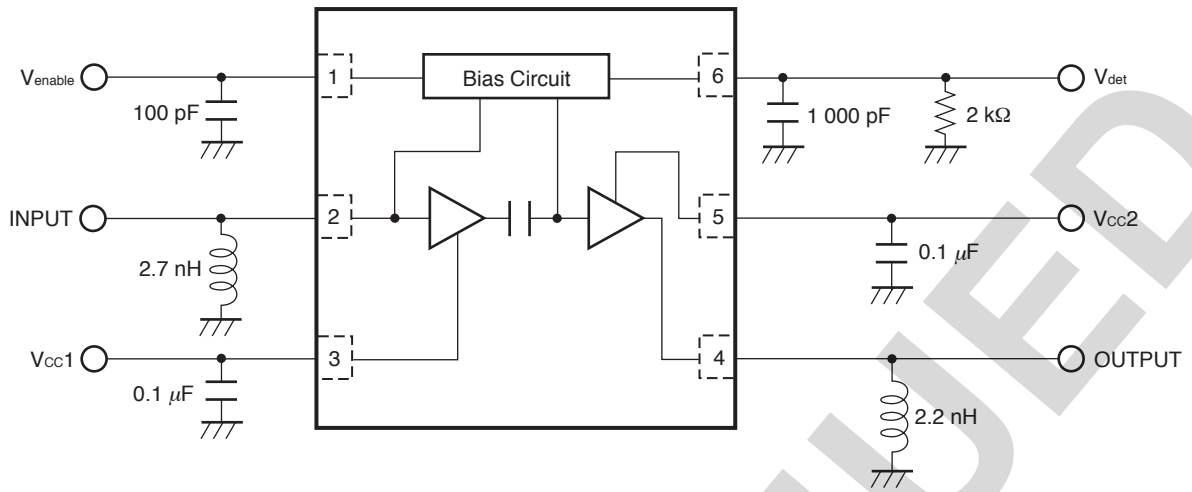 Venable
100 pF
1
Bias Circuit
6
Vdet
1 000 pF
2 kΩ
INPUT
2
5
VCC2
2.7 nH
0.1 μF
VCC1
3
4
OUTPUT
0.1 μF
2.2 nH
UED